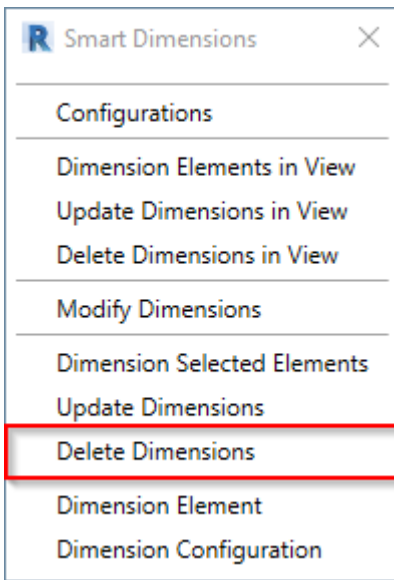 R Smart Dimensions
Configurations
Dimension Elements in View
Update Dimensions in View
Delete Dimensions in View
Modify Dimensions
Dimension Selected Elements
Update Dimensions
Delete Dimensions
Dimension Element
Dimension Configuration